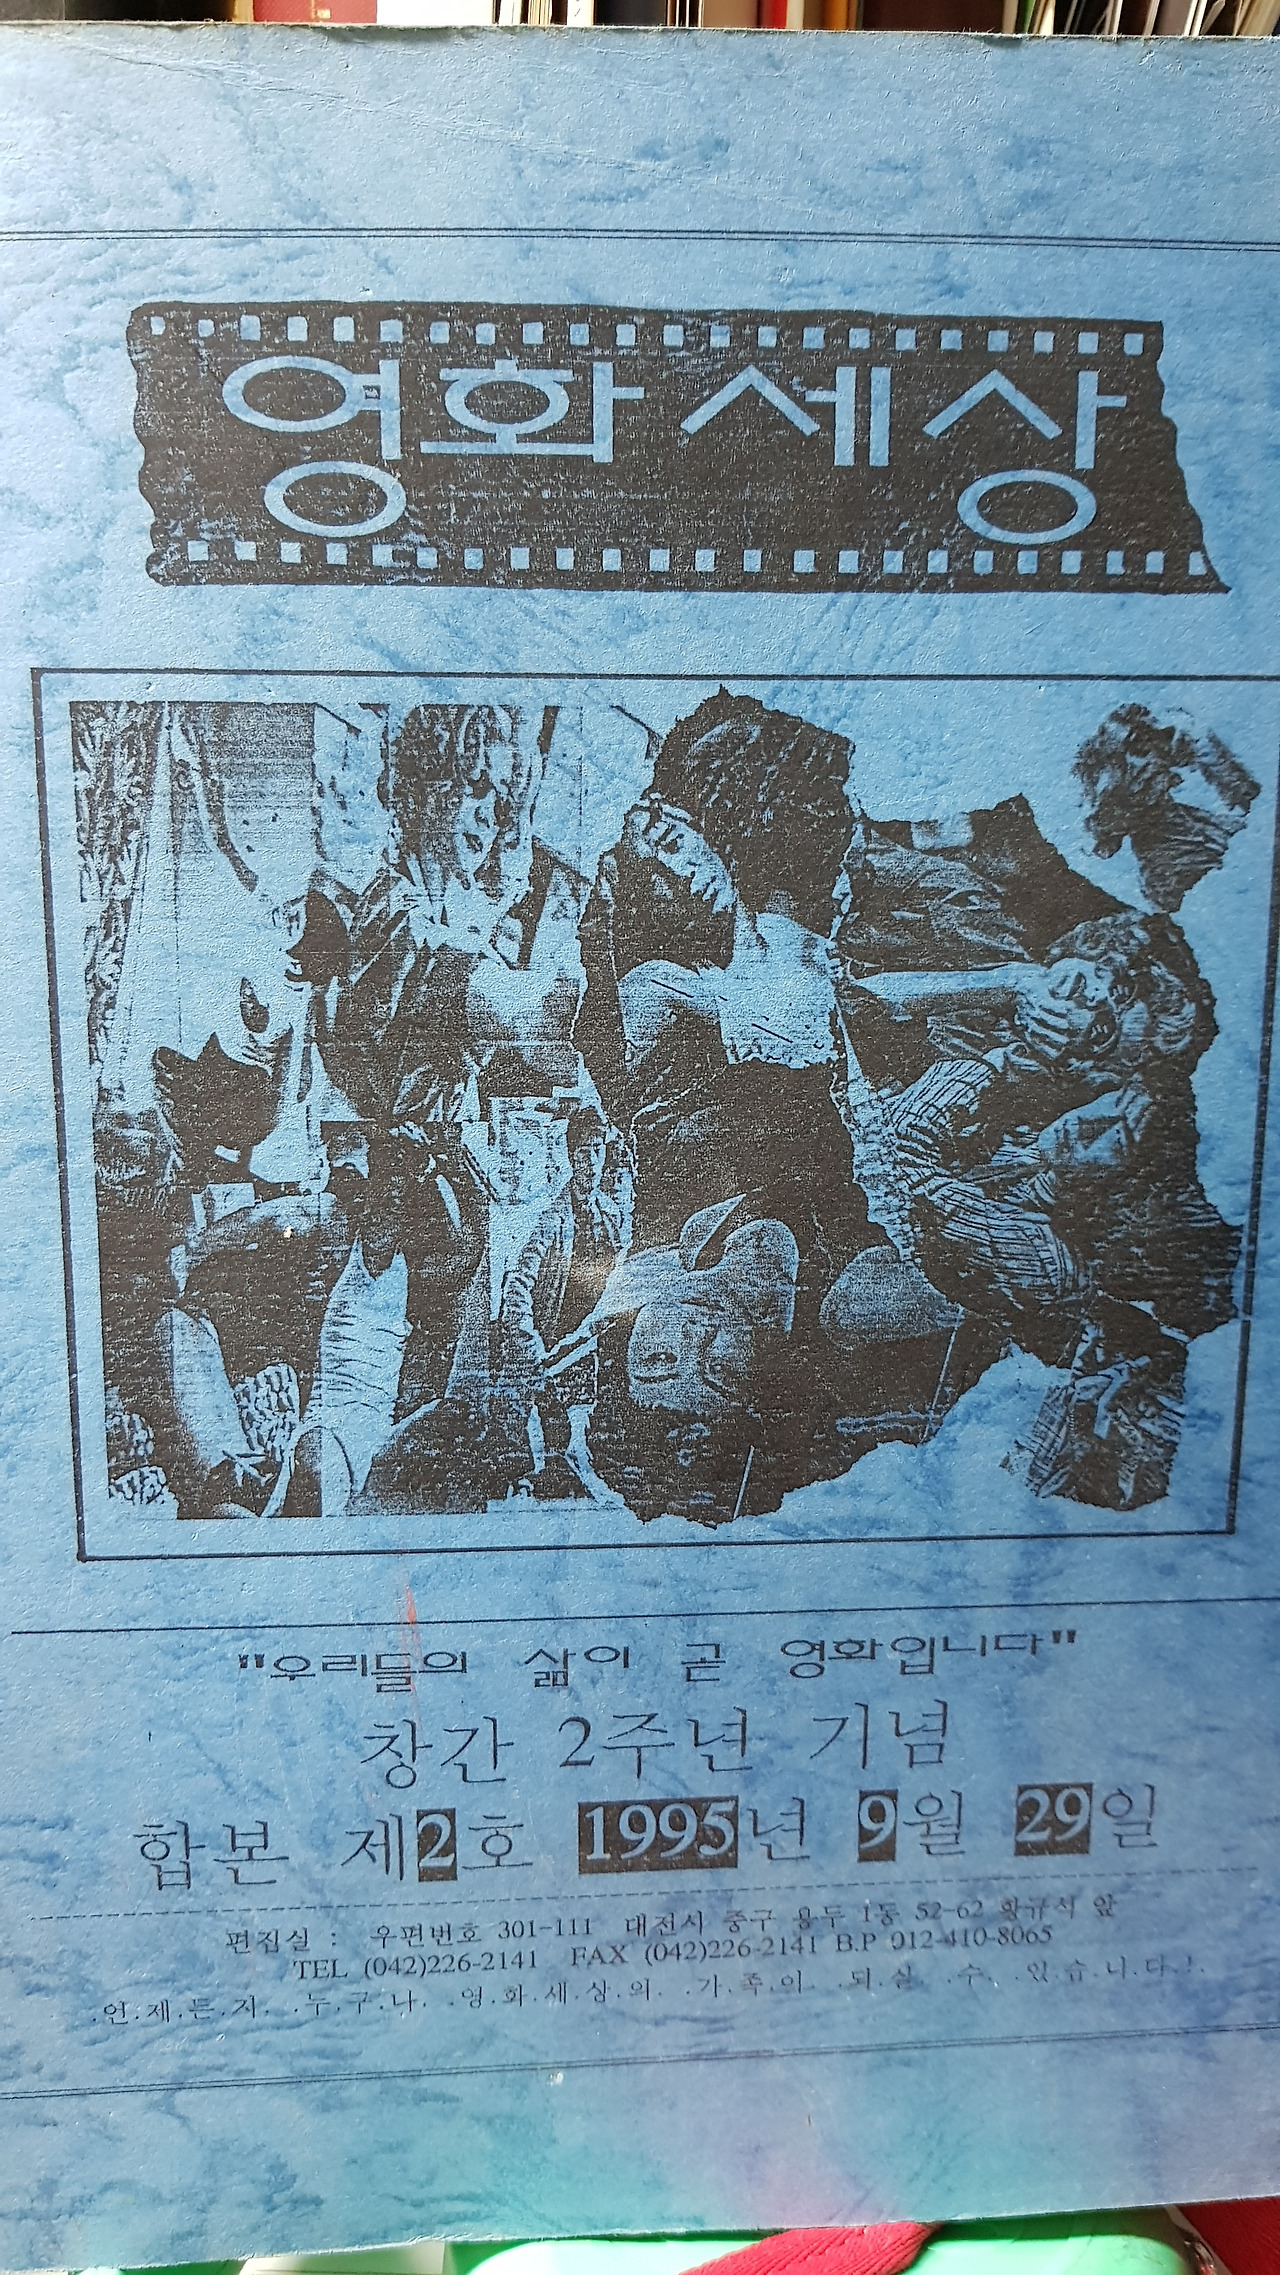 영화세상
"우리들의 삶이 곧 영화입니다"
창간 2주년 기념
합본 제2호 1995년 9월 29일
편집실 : 우편번호 301-111 대전시 중구 용두 1동 52-62 황규석 앞
TEL (042)226-2141 FAX (042)226-2141 B.P 012-410-8065
.언.제.든.지. .누.구.나. .영.화.세.상.의. .가.족.이. .되.실. .수. .있.습.니.다.!.